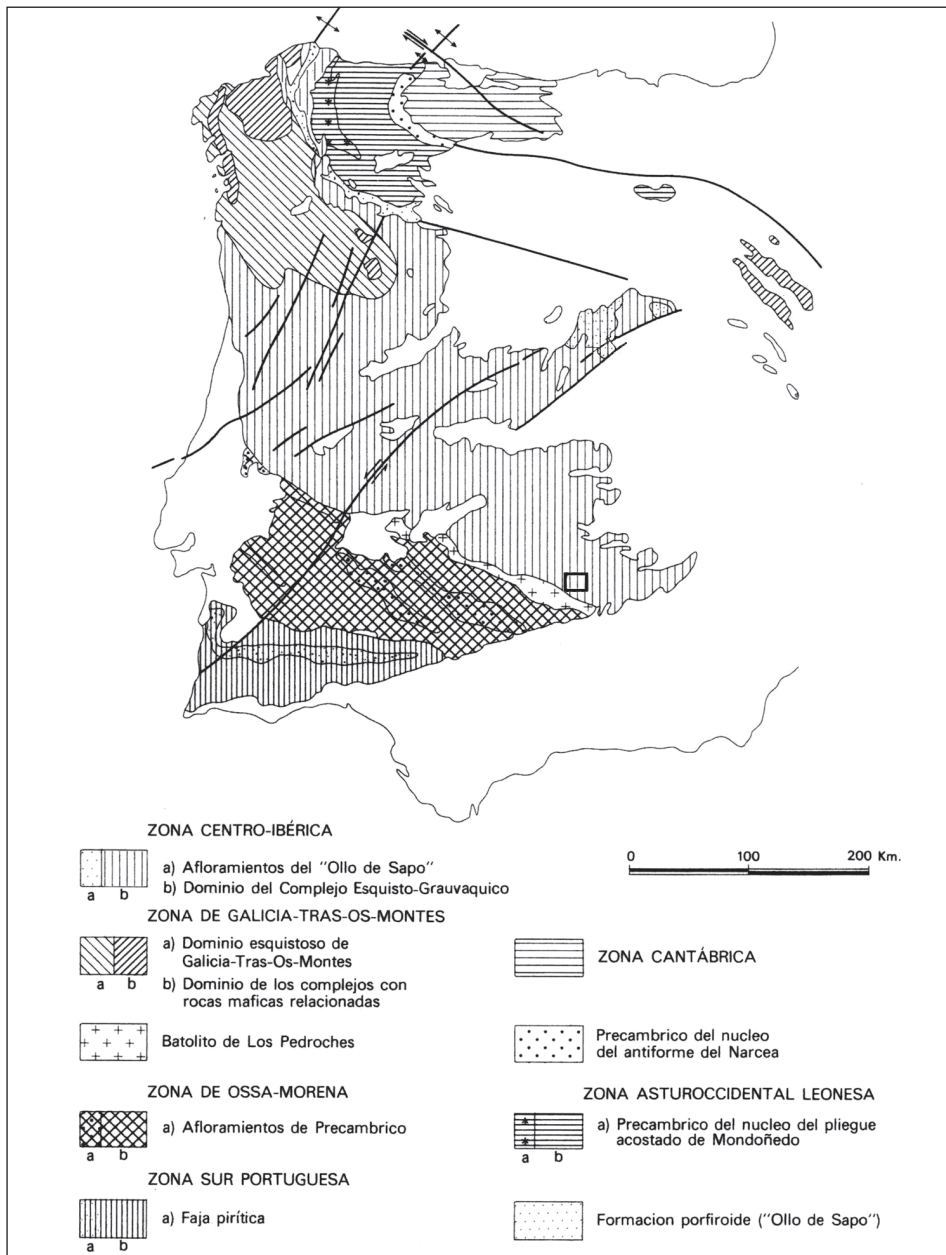 ZONA CENTRO-IBÉRICA
a) Afloramientos del "Ollo de Sapo"
b) Dominio del Complejo Esquisto-Grauvaquico
a b
0 100 200 Km.
ZONA DE GALICIA-TRAS-OS-MONTES
a) Dominio esquistoso de
Galicia-Tras-Os-Montes
b) Dominio de los complejos con
rocas maficas relacionadas
a b
ZONA CANTÁBRICA
Batolito de Los Pedroches
Precambrico del nucleo
del antiforme del Narcea
ZONA DE OSSA-MORENA
a) Afloramientos de Precambrico
a b
ZONA ASTUROCCIDENTAL LEONESA
a) Precambrico del nucleo del pliegue
acostado de Mondoñedo
a b
ZONA SUR PORTUGUESA
a) Faja pirítica
a b
Formacion porfiroide ("Ollo de Sapo")